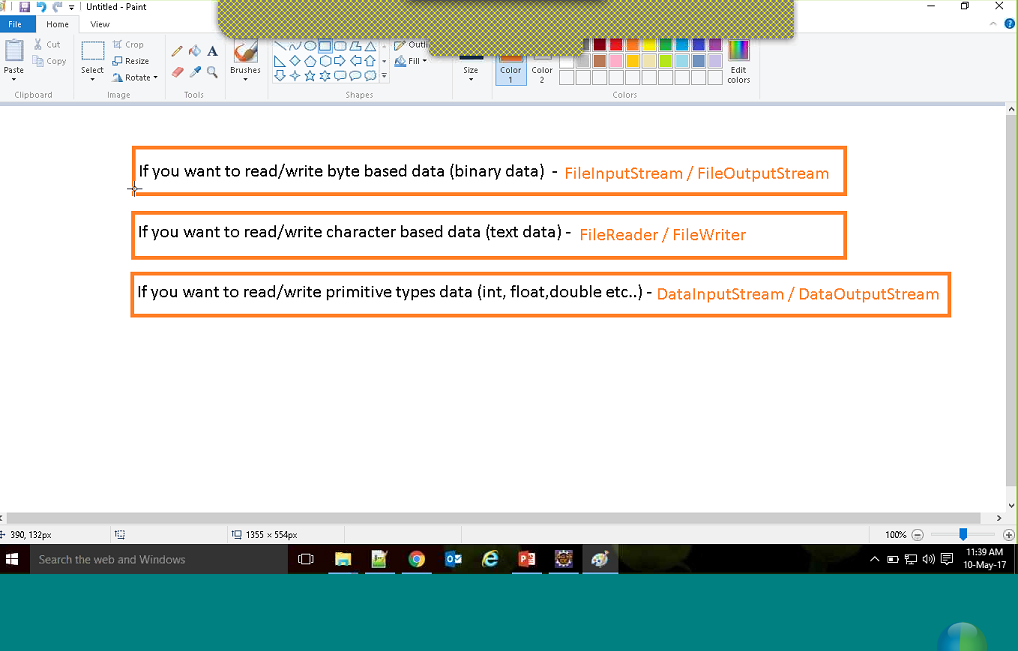 Untitled - Paint
File Home View
Paste
Cut
Copy
Clipboard
Select
Crop
Resize
Rotate
Image
Tools
Brushes
Outl
Fill
Shapes
Size
Color 1
Color 2
Edit colors
Colors
If you want to read/write byte based data (binary data) - FileInputStream / FileOutputStream
If you want to read/write character based data (text data) - FileReader / FileWriter
If you want to read/write primitive types data (int, float,double etc..) - DataInputStream / DataOutputStream
390, 132px
1355 × 554px
100%
Search the web and Windows
11:39 AM
10-May-17